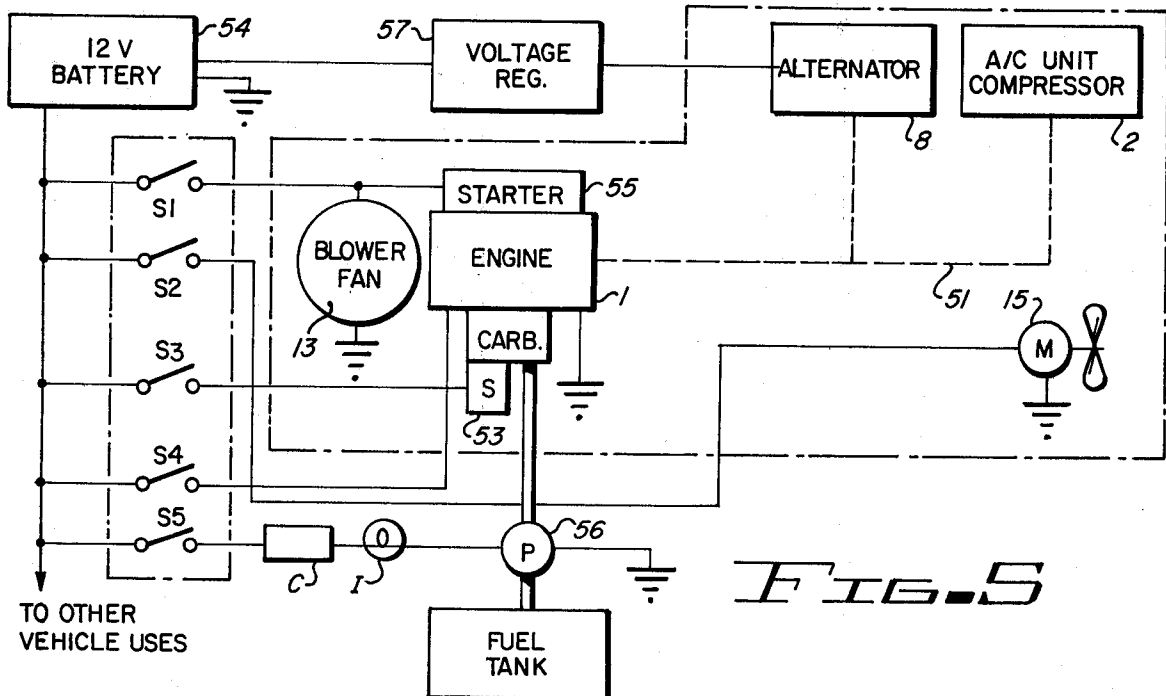 54
12 V
BATTERY
57
VOLTAGE
REG.
ALTERNATOR
8
A/C UNIT
COMPRESSOR
2
S1
STARTER
55
BLOWER
FAN
13
ENGINE
1
S2
51
15
M
CARB.
S3
S
53
S4
S5
C
I
P
56
TO OTHER
VEHICLE USES
FUEL
TANK
FIG. 5